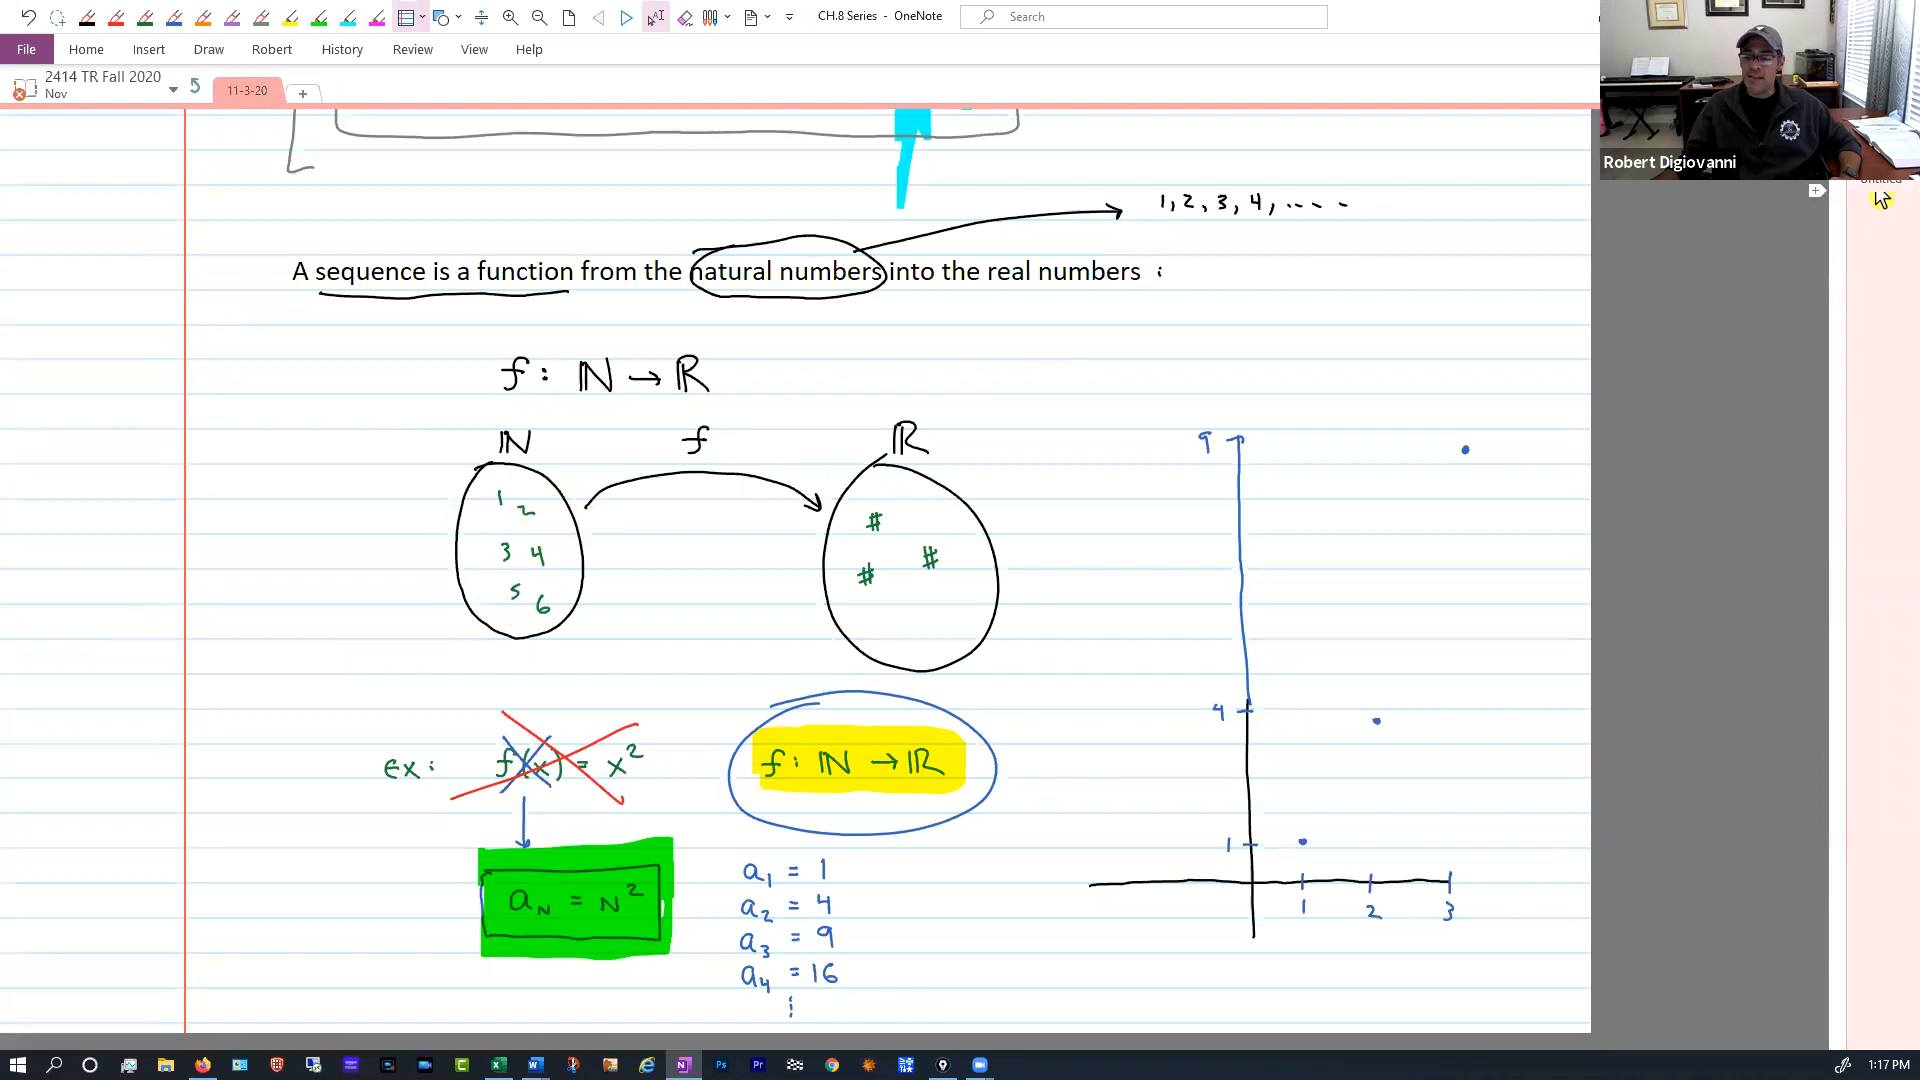 CH.8 Series - OneNote
Search
File Home Insert Draw Robert History Review View Help
2414 TR Fall 2020
Nov
11-3-20
Robert Digiovanni
1, 2, 3, 4, ....
A sequence is a function from the natural numbers into the real numbers :
f: ℕ → ℝ
ℕ f ℝ
1 2
3 4
5 6
#
#
#
9
4
1
1 2 3
ex: f(x) = x²
f: ℕ → ℝ
a_N = N²
a₁ = 1
a₂ = 4
a₃ = 9
a₄ = 16
⋮
1:17 PM